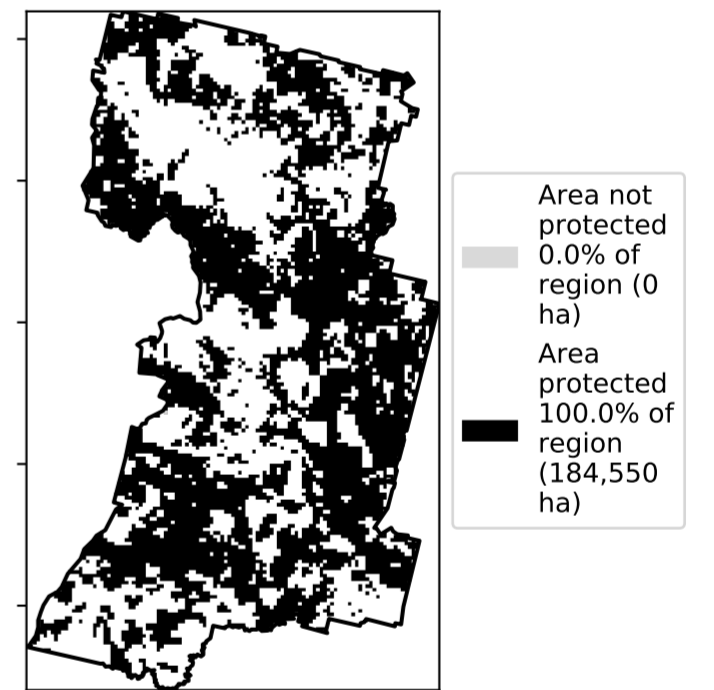 Area not
protected
0.0% of
region (0
ha)
Area
protected
100.0% of
region
(184,550
ha)